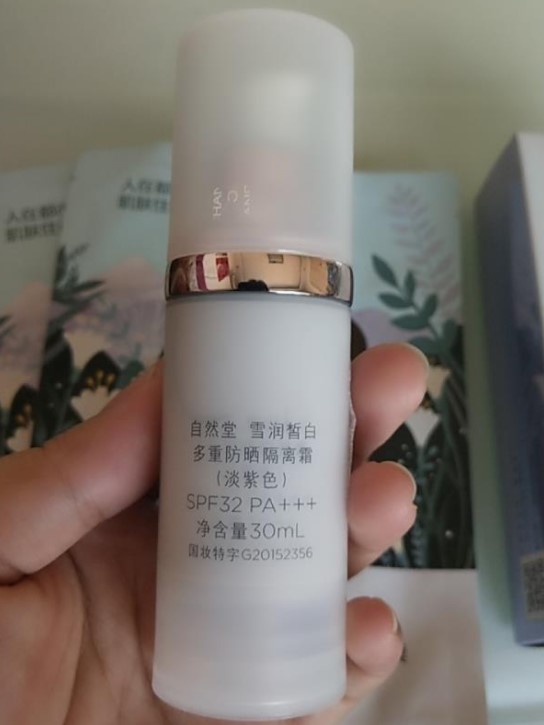 自然堂 雪润皙白
多重防晒隔离霜
(淡紫色)
SPF32 PA+++
净含量30mL
国妆特字G20152356